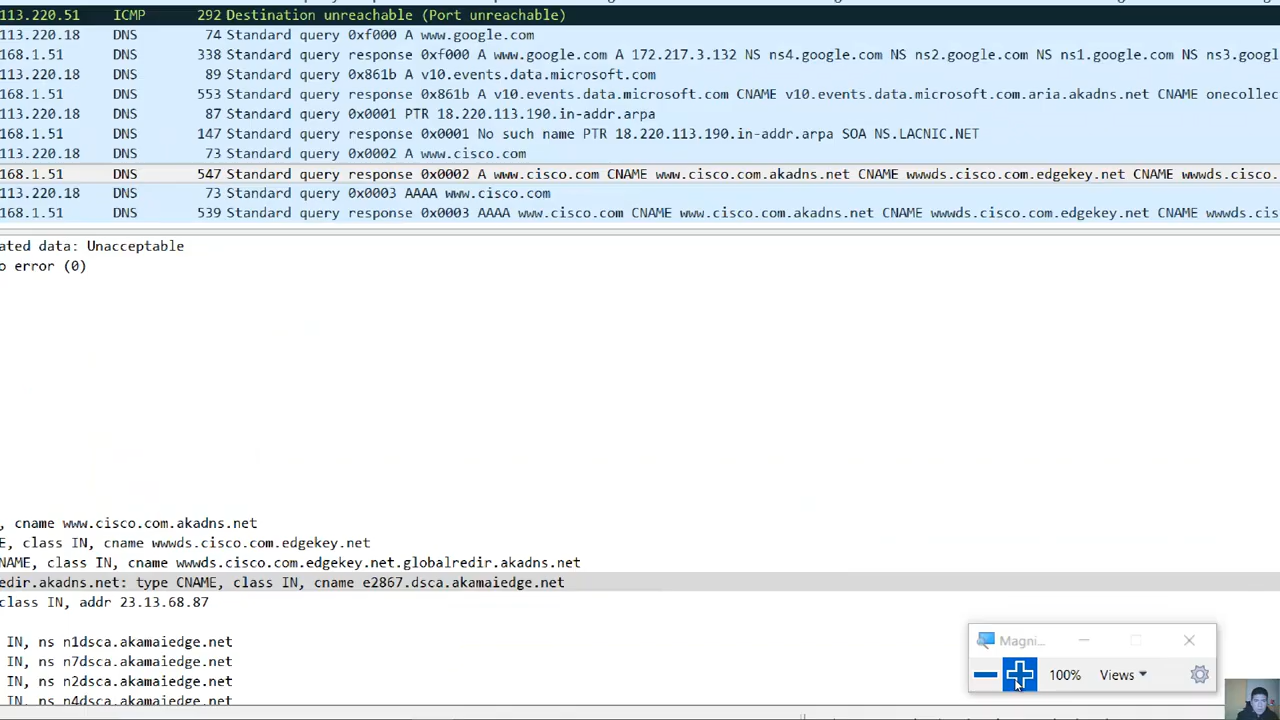 113.220.51 ICMP 292 Destination unreachable (Port unreachable)
113.220.18 DNS 74 Standard query 0xf000 A www.google.com
168.1.51 DNS 338 Standard query response 0xf000 A www.google.com A 172.217.3.132 NS ns4.google.com NS ns2.google.com NS ns1.google.com NS ns3.googl
113.220.18 DNS 89 Standard query 0x861b A v10.events.data.microsoft.com
168.1.51 DNS 553 Standard query response 0x861b A v10.events.data.microsoft.com CNAME v10.events.data.microsoft.com.aria.akadns.net CNAME onecollec
113.220.18 DNS 87 Standard query 0x0001 PTR 18.220.113.190.in-addr.arpa
168.1.51 DNS 147 Standard query response 0x0001 No such name PTR 18.220.113.190.in-addr.arpa SOA NS.LACNIC.NET
113.220.18 DNS 73 Standard query 0x0002 A www.cisco.com
168.1.51 DNS 547 Standard query response 0x0002 A www.cisco.com CNAME www.cisco.com.akadns.net CNAME wwwds.cisco.com.edgekey.net CNAME wwwds.cisco.
113.220.18 DNS 73 Standard query 0x0003 AAAA www.cisco.com
168.1.51 DNS 539 Standard query response 0x0003 AAAA www.cisco.com CNAME www.cisco.com.akadns.net CNAME wwwds.cisco.com.edgekey.net CNAME wwwds.cis
ated data: Unacceptable
o error (0)
, cname www.cisco.com.akadns.net
E, class IN, cname wwwds.cisco.com.edgekey.net
NAME, class IN, cname wwwds.cisco.com.edgekey.net.globalredir.akadns.net
edir.akadns.net: type CNAME, class IN, cname e2867.dsca.akamaiedge.net
class IN, addr 23.13.68.87
IN, ns n1dsca.akamaiedge.net
IN, ns n7dsca.akamaiedge.net
IN, ns n2dsca.akamaiedge.net
IN, ns n4dsca.akamaiedge.net
Magni...
100% Views